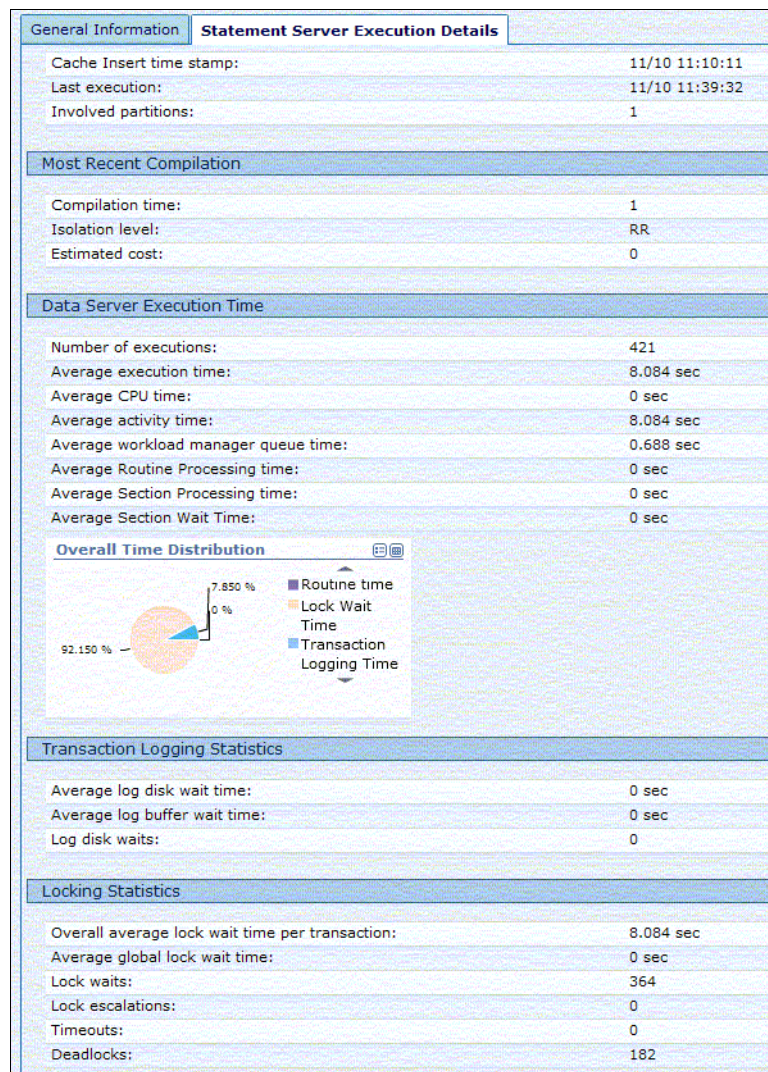 General Information
Statement Server Execution Details
Cache Insert time stamp: 11/10 11:10:11
Last execution: 11/10 11:39:32
Involved partitions: 1
Most Recent Compilation
Compilation time: 1
Isolation level: RR
Estimated cost: 0
Data Server Execution Time
Number of executions: 421
Average execution time: 8.084 sec
Average CPU time: 0 sec
Average activity time: 8.084 sec
Average workload manager queue time: 0.688 sec
Average Routine Processing time: 0 sec
Average Section Processing time: 0 sec
Average Section Wait Time: 0 sec
Overall Time Distribution
7.850 %
0 %
92.150 %
Routine time
Lock Wait
Time
Transaction
Logging Time
Transaction Logging Statistics
Average log disk wait time: 0 sec
Average log buffer wait time: 0 sec
Log disk waits: 0
Locking Statistics
Overall average lock wait time per transaction: 8.084 sec
Average global lock wait time: 0 sec
Lock waits: 364
Lock escalations: 0
Timeouts: 0
Deadlocks: 182